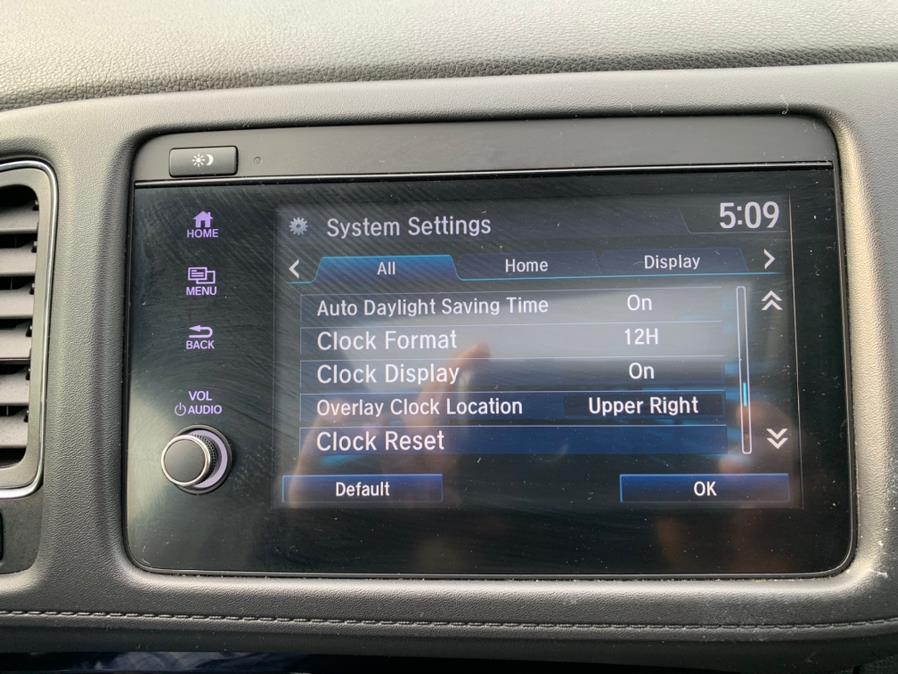 System Settings 5:09
All Home Display
Auto Daylight Saving Time On
Clock Format 12H
Clock Display On
Overlay Clock Location Upper Right
Clock Reset
Default OK
HOME
MENU
BACK
VOL
AUDIO